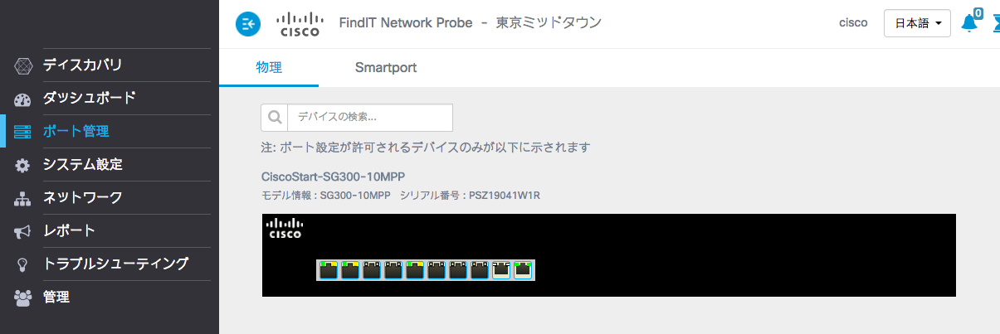 CISCO FindIT Network Probe - 東京ミッドタウン cisco 日本語 0
ディスカバリ
ダッシュボード
ポート管理
システム設定
ネットワーク
レポート
トラブルシューティング
管理
物理 Smartport
デバイスの検索...
注: ポート設定が許可されるデバイスのみが以下に示されます
CiscoStart-SG300-10MPP
モデル情報 : SG300-10MPP シリアル番号 : PSZ19041W1R
CISCO